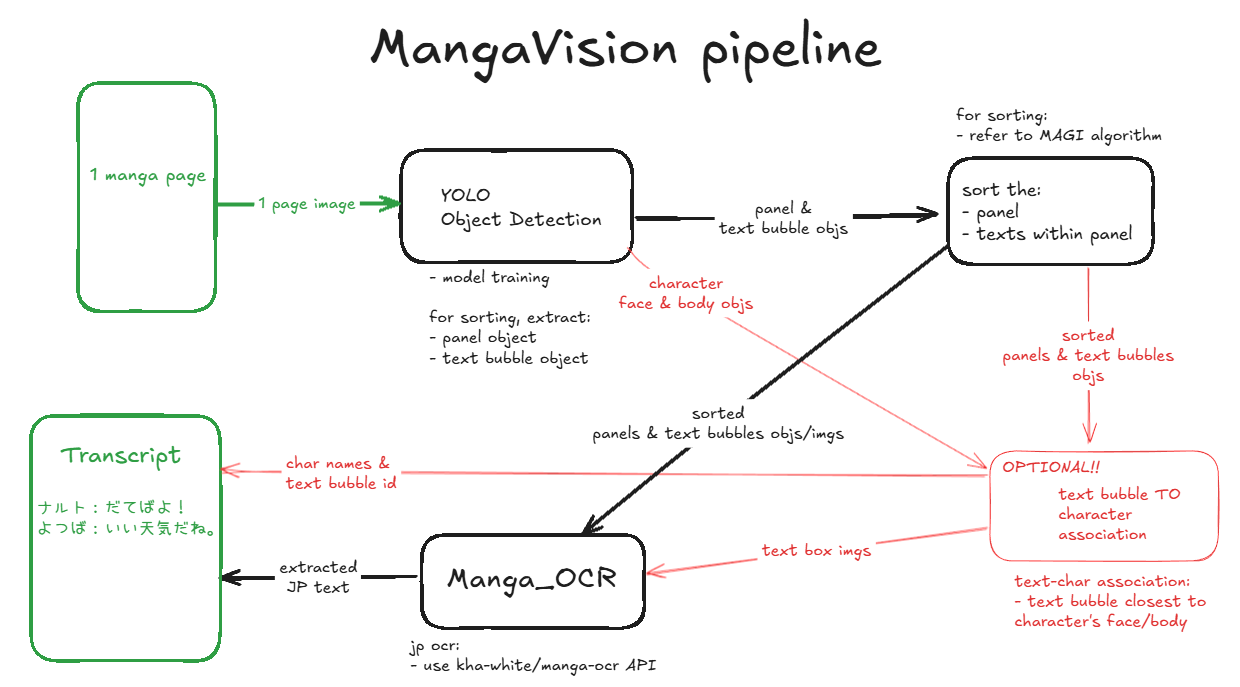 MangaVision pipeline
1 manga page
1 page image
YOLO
Object Detection
- model training
for sorting, extract:
- panel object
- text bubble object
panel &
text bubble objs
for sorting:
- refer to MAGI algorithm
sort the:
- panel
- texts within panel
character
face & body objs
sorted
panels & text bubbles
objs
sorted
panels & text bubbles objs/imgs
OPTIONAL!!
text bubble TO
character
association
text-char association:
- text bubble closest to
character's face/body
char names &
text bubble id
text box imgs
Manga_OCR
jp ocr:
- use kha-white/manga-ocr API
extracted
JP text
Transcript
ナルト：だてばよ！
よつば：いい天気だね。